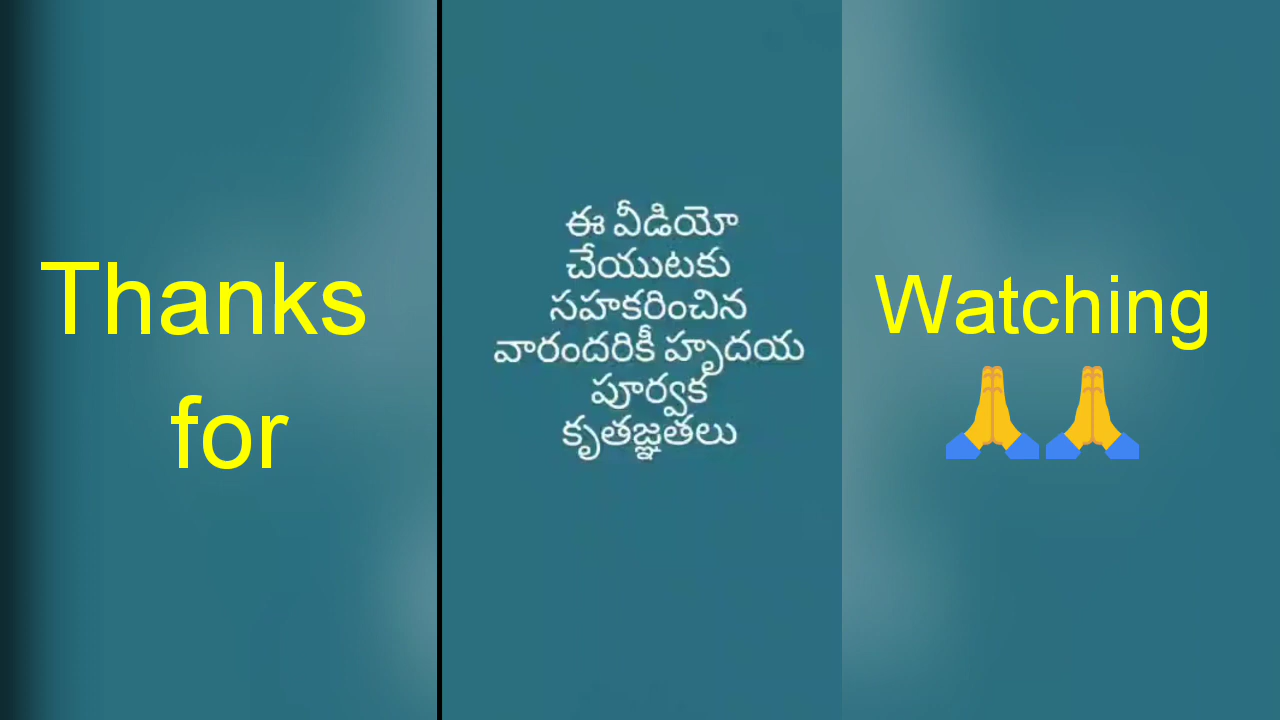 Thanks
for
ఈ వీడియో
చేయుటకు
సహకరించిన
వారందరికీ హృదయ
పూర్వక
కృతజ్ఞతలు
Watching
🙏🙏